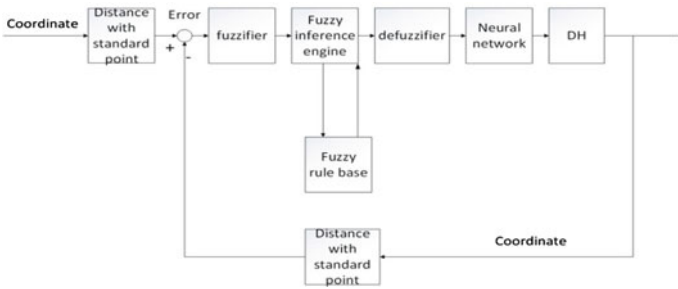 Coordinate
Distance
with
standard
point
Error
+
-
fuzzifier
Fuzzy
inference
engine
defuzzifier
Neural
network
DH
Fuzzy
rule base
Distance
with
standard
point
Coordinate